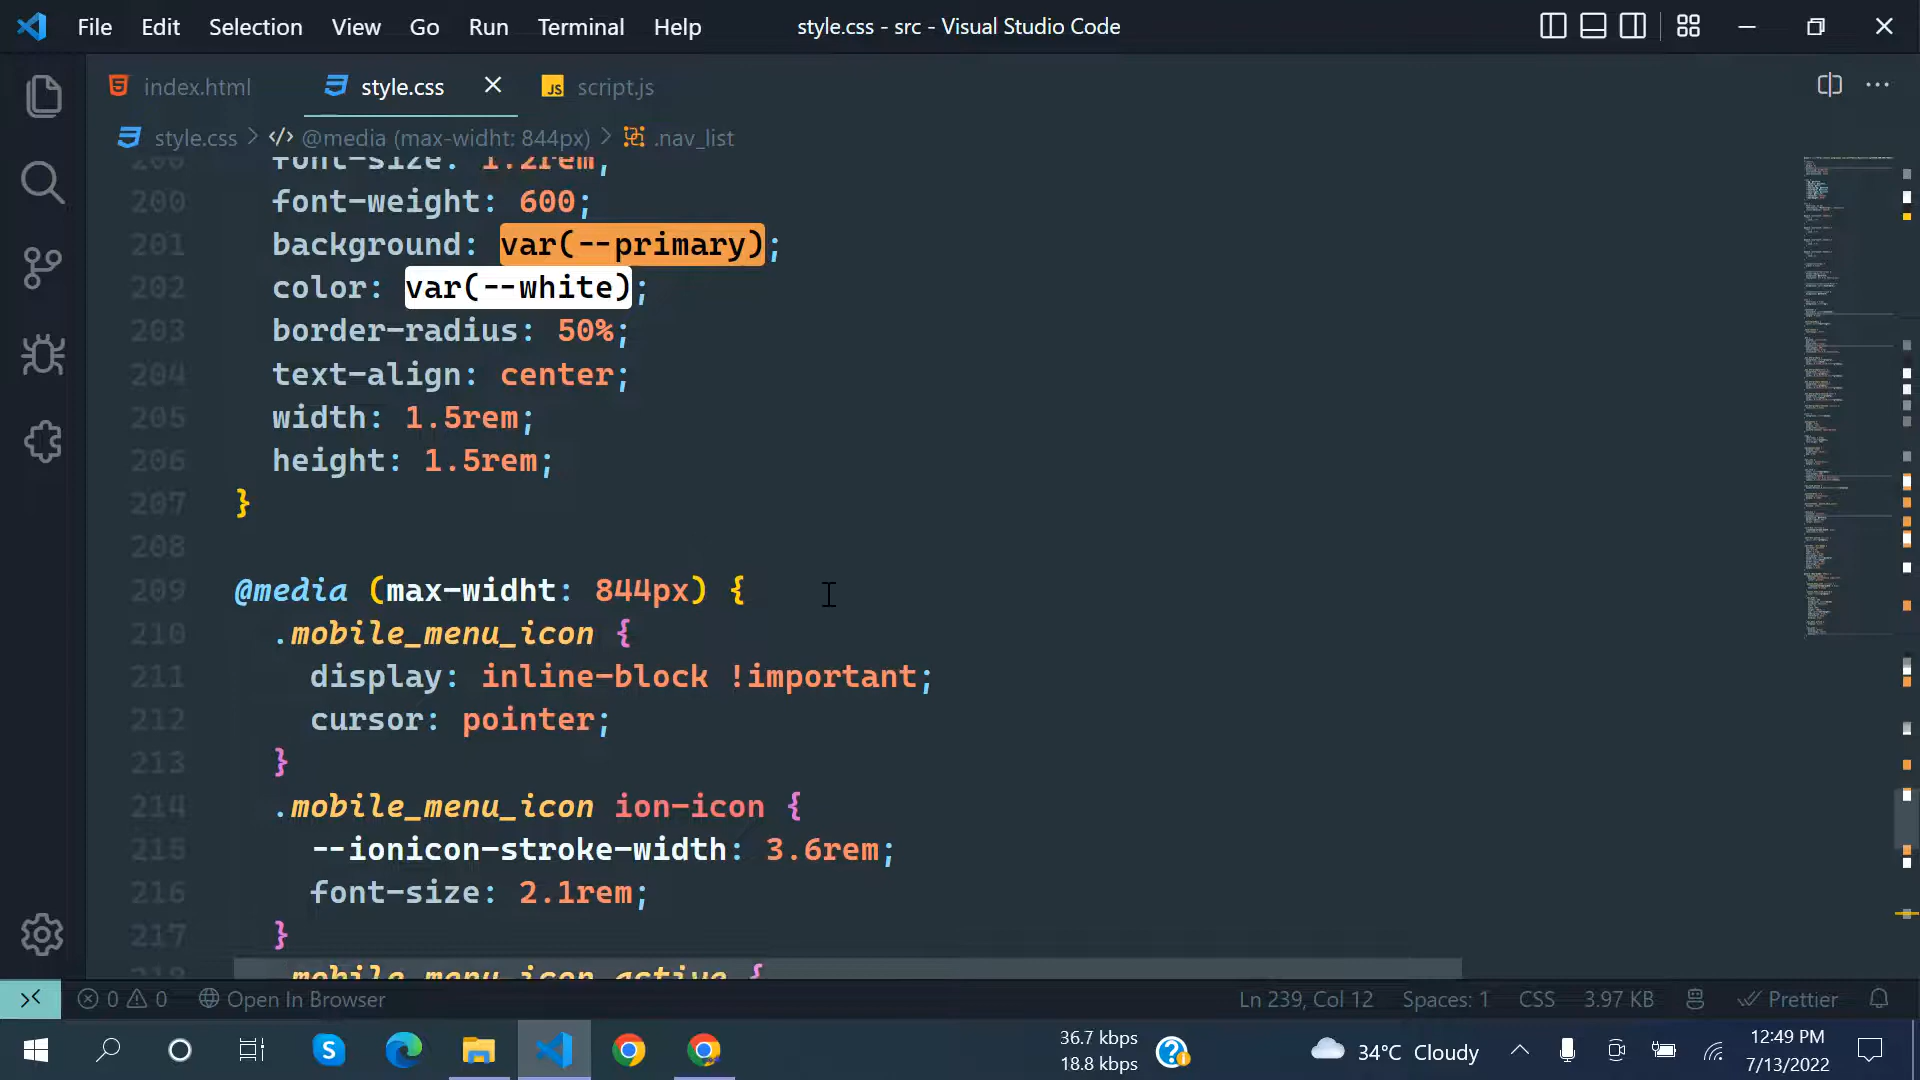 File Edit Selection View Go Run Terminal Help style.css - src - Visual Studio Code
index.html style.css JS script.js
style.css > </> @media (max-widht: 844px) > .nav_list
font-size: 1.2rem;
200 font-weight: 600;
201 background: var(--primary);
202 color: var(--white);
203 border-radius: 50%;
204 text-align: center;
205 width: 1.5rem;
206 height: 1.5rem;
207 }
208
209 @media (max-widht: 844px) {
210 .mobile_menu_icon {
211 display: inline-block !important;
212 cursor: pointer;
213 }
214 .mobile_menu_icon ion-icon {
215 --ionicon-stroke-width: 3.6rem;
216 font-size: 2.1rem;
217 }
218 .mobile_menu_icon.active {
0 0 Open In Browser Ln 239, Col 12 Spaces: 1 CSS 3.97 KB Prettier
36.7 kbps
18.8 kbps
34°C Cloudy
12:49 PM
7/13/2022